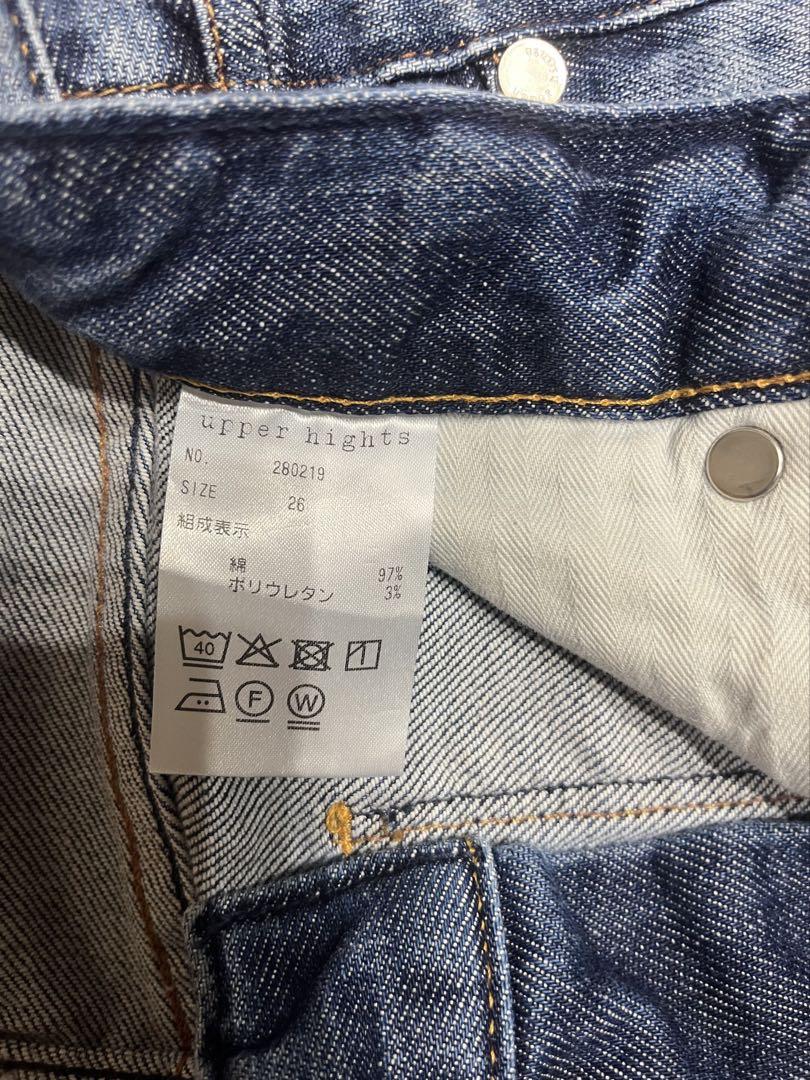 upper hights
NO. 280219
SIZE 26
組成表示
綿 97%
ポリウレタン 3%
40
F W